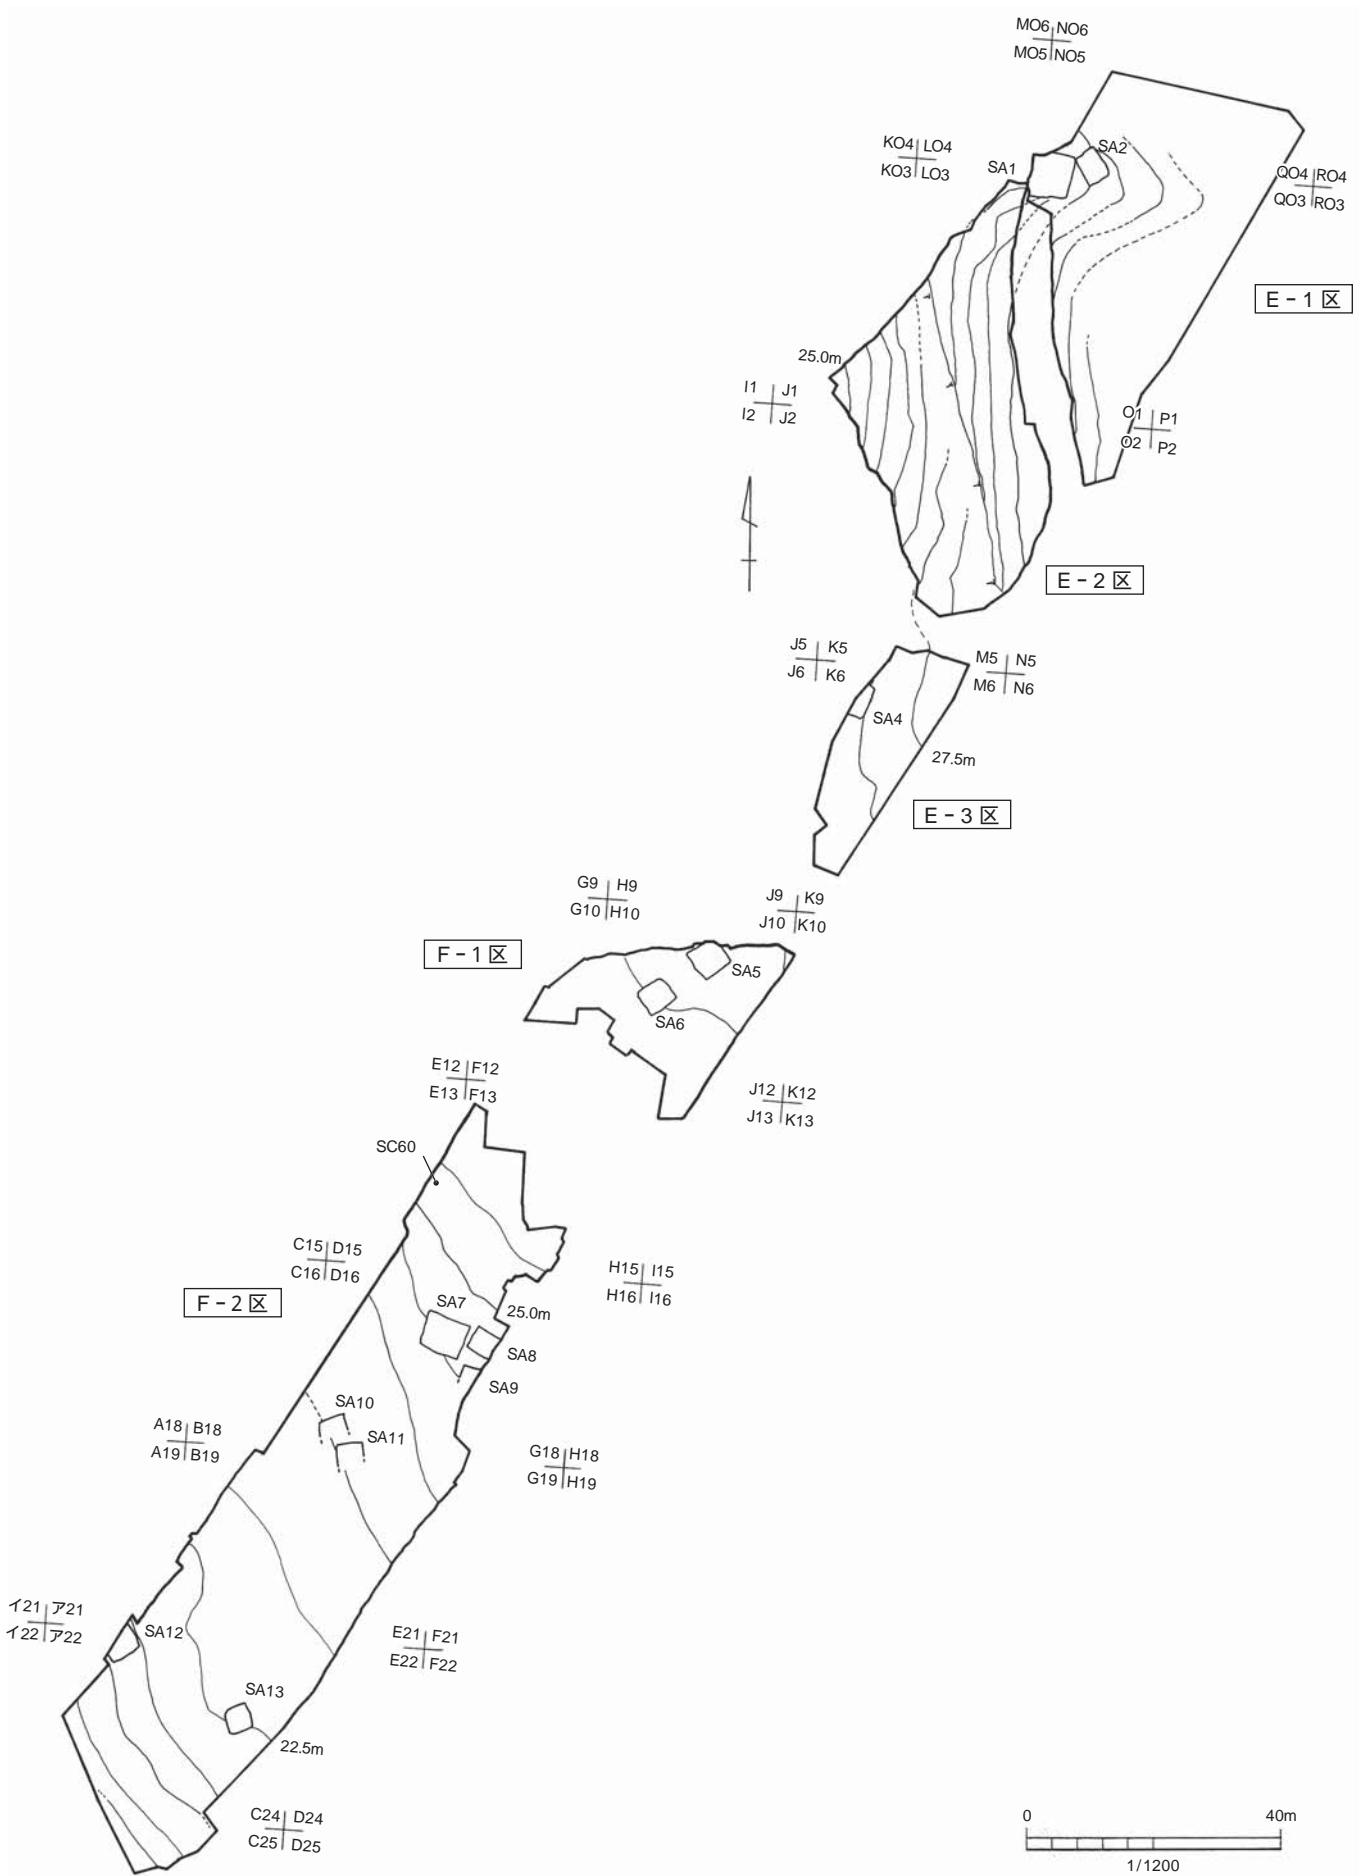 MO6 NO6
MO5 NO5
KO4 LO4
KO3 LO3
SA1
SA2
QO4 RO4
QO3 RO3
E-1区
25.0m
I1 J1
I2 J2
O1 P1
O2 P2
E-2区
J5 K5
J6 K6
M5 N5
M6 N6
SA4
27.5m
E-3区
G9 H9
G10 H10
J9 K9
J10 K10
F-1区
SA5
SA6
E12 F12
E13 F13
J12 K12
J13 K13
SC60
C15 D15
C16 D16
H15 I15
H16 I16
F-2区
SA7
25.0m
SA8
SA9
SA10
SA11
A18 B18
A19 B19
G18 H18
G19 H19
イ21 ア21
イ22 ア22
SA12
E21 F21
E22 F22
SA13
22.5m
C24 D24
C25 D25
0 40m
1/1200